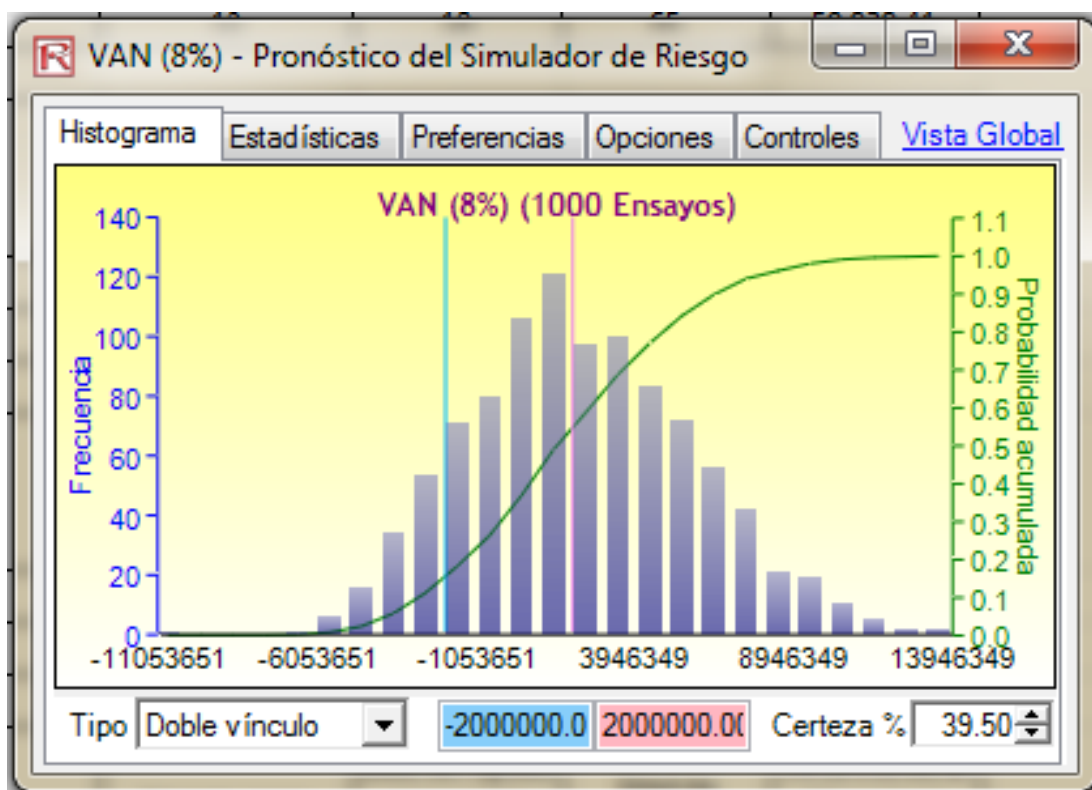 VAN (8%) - Pronóstico del Simulador de Riesgo
Histograma Estadísticas Preferencias Opciones Controles Vista Global
VAN (8%) (1000 Ensayos)
140
120
100
80
60
40
20
0
Frecuencia
1.1
1.0
0.9
0.8
0.7
0.6
0.5
0.4
0.3
0.2
0.1
0.0
Probabilidad acumulada
-11053651 -6053651 -1053651 3946349 8946349 13946349
Tipo Doble vínculo -2000000.0 2000000.00 Certeza % 39.50